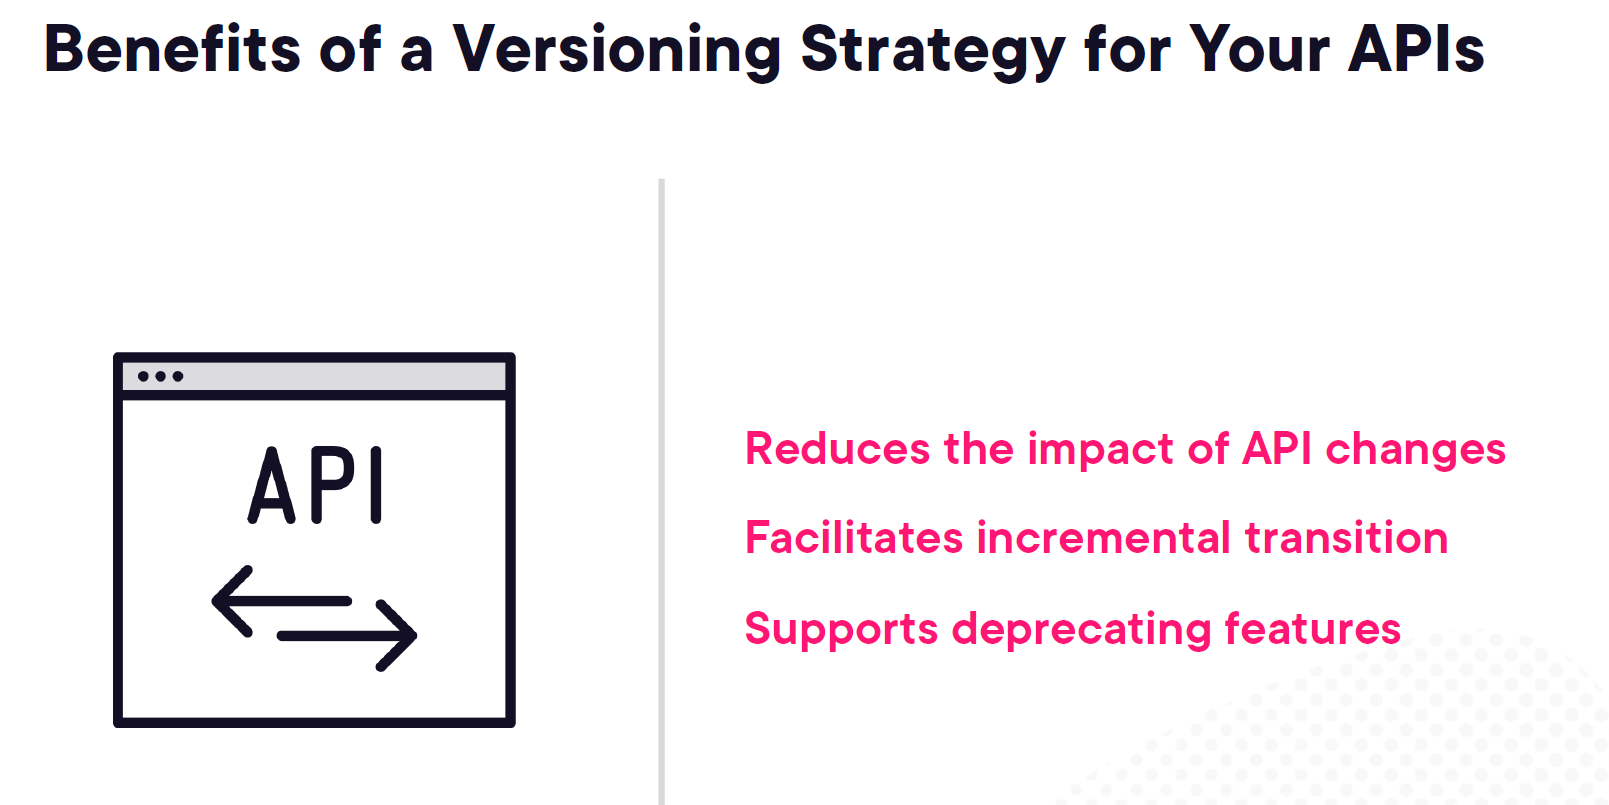 Benefits of a Versioning Strategy for Your APIs
API
Reduces the impact of API changes
Facilitates incremental transition
Supports deprecating features